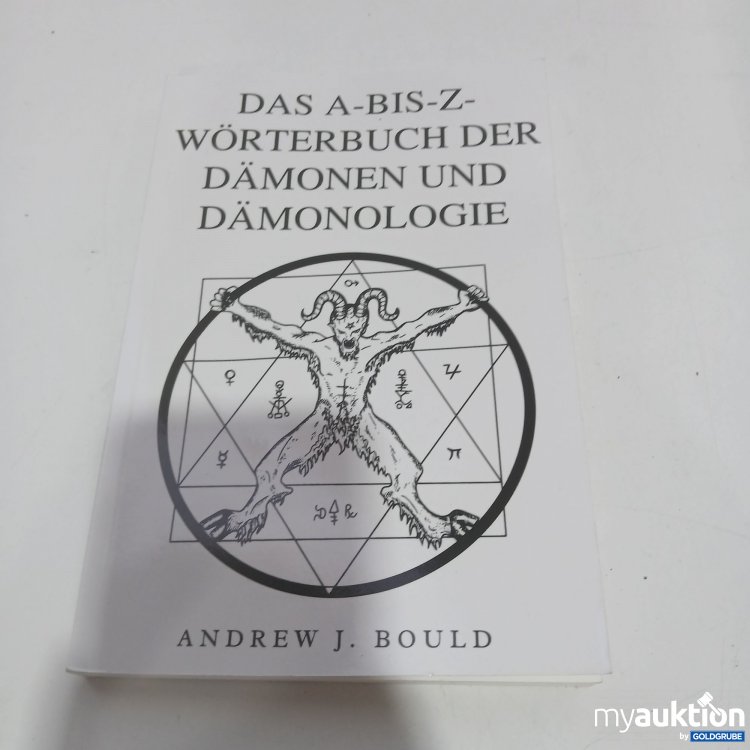 DAS A-BIS-Z-
WÖRTERBUCH DER
DÄMONEN UND
DÄMONOLOGIE
ANDREW J. BOULD
myauktion
by GOLDGRUBE